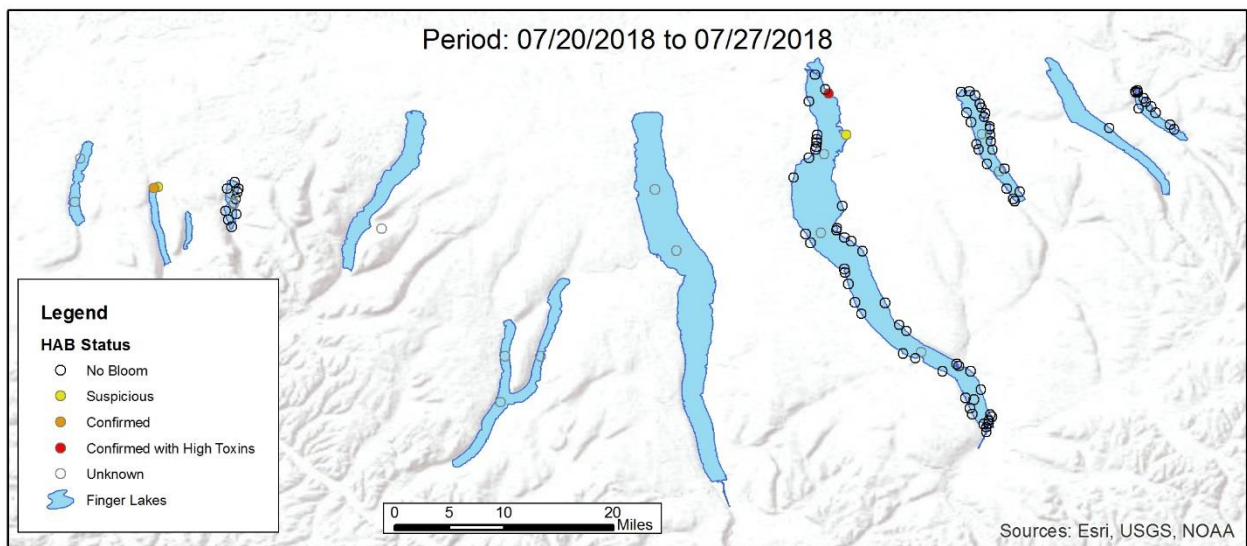 Period: 07/20/2018 to 07/27/2018
Legend
HAB Status
No Bloom
Suspicious
Confirmed
Confirmed with High Toxins
Unknown
Finger Lakes
0 5 10 20
Miles
Sources: Esri, USGS, NOAA